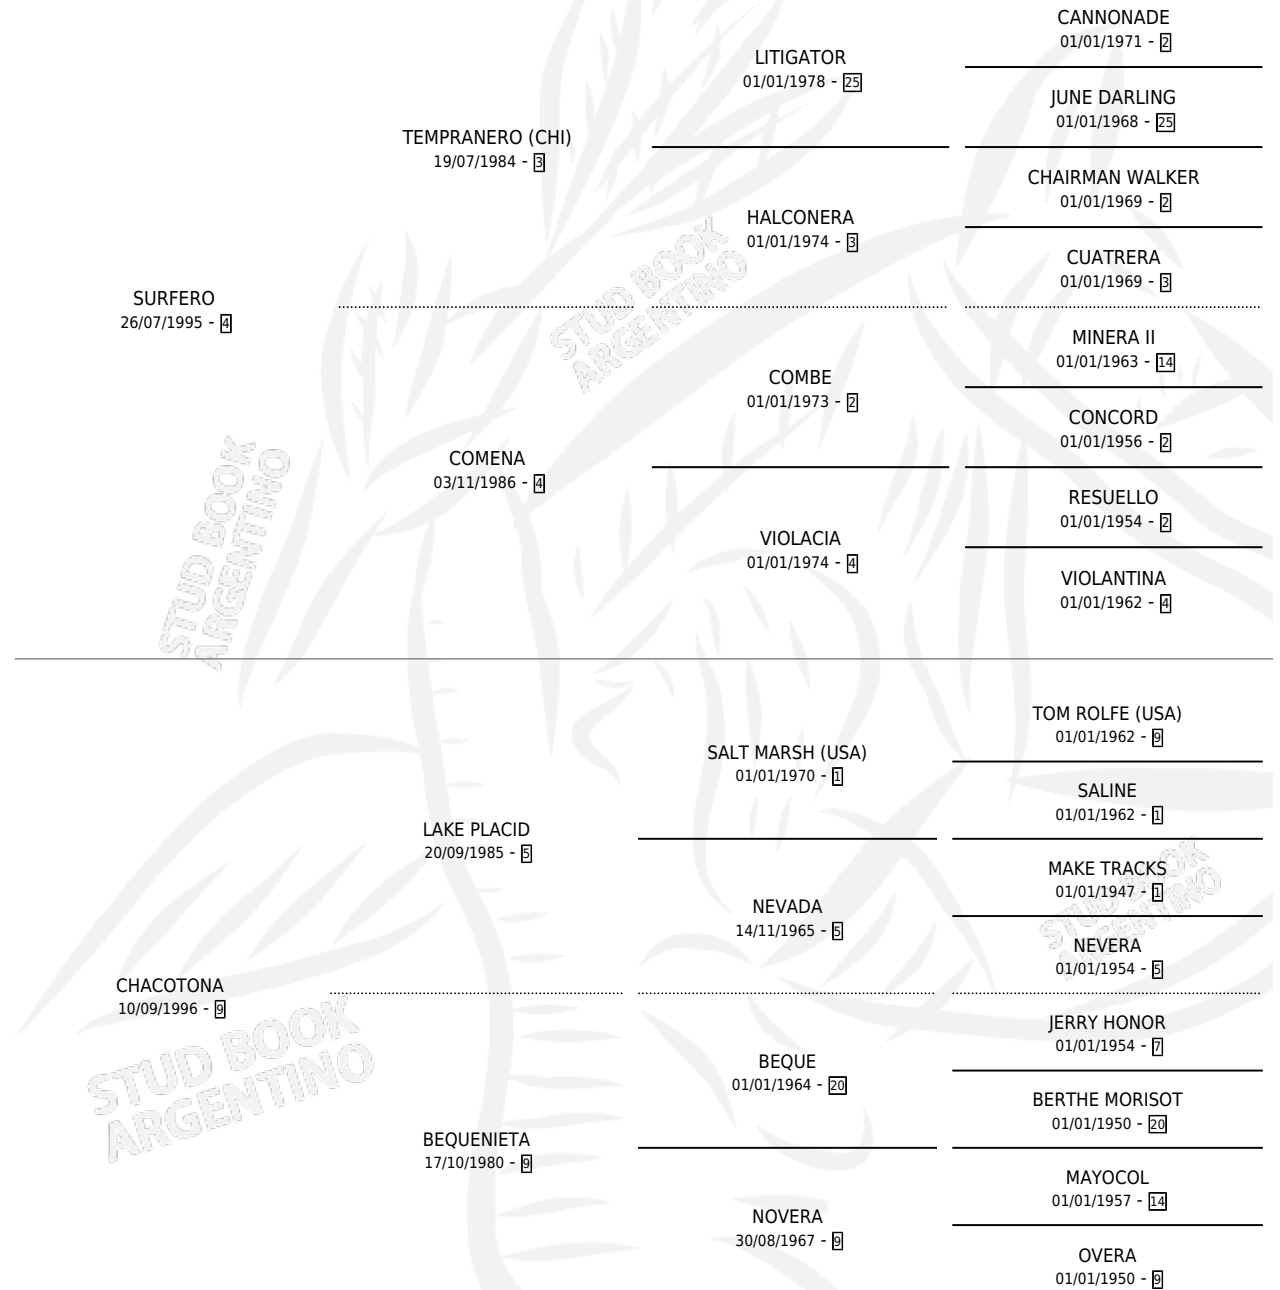 CANNONADE
01/01/1971 - 2
LITIGATOR
01/01/1978 - 25
JUNE DARLING
01/01/1968 - 25
TEMPRANERO (CHI)
19/07/1984 - 3
CHAIRMAN WALKER
01/01/1969 - 2
HALCONERA
01/01/1974 - 3
CUATRERA
01/01/1969 - 3
SURFERO
26/07/1995 - 4
MINERA II
01/01/1963 - 14
COMBE
01/01/1973 - 2
CONCORD
01/01/1956 - 2
COMENA
03/11/1986 - 4
RESUELLO
01/01/1954 - 2
VIOLACIA
01/01/1974 - 4
VIOLANTINA
01/01/1962 - 4
TOM ROLFE (USA)
01/01/1962 - 9
SALT MARSH (USA)
01/01/1970 - 1
SALINE
01/01/1962 - 1
LAKE PLACID
20/09/1985 - 5
MAKE TRACKS
01/01/1947 - 1
NEVADA
14/11/1965 - 5
NEVERA
01/01/1954 - 5
CHACOTONA
10/09/1996 - 9
JERRY HONOR
01/01/1954 - 7
BEQUE
01/01/1964 - 20
BERTHE MORISOT
01/01/1950 - 20
BEQUENIETA
17/10/1980 - 9
MAYOCOL
01/01/1957 - 14
NOVERA
30/08/1967 - 9
OVERA
01/01/1950 - 9
STUD BOOK
ARGENTINO
STUD BOOK
ARGENTINO
STUD BOOK
ARGENTINO
STUD BOOK
ARGENTINO